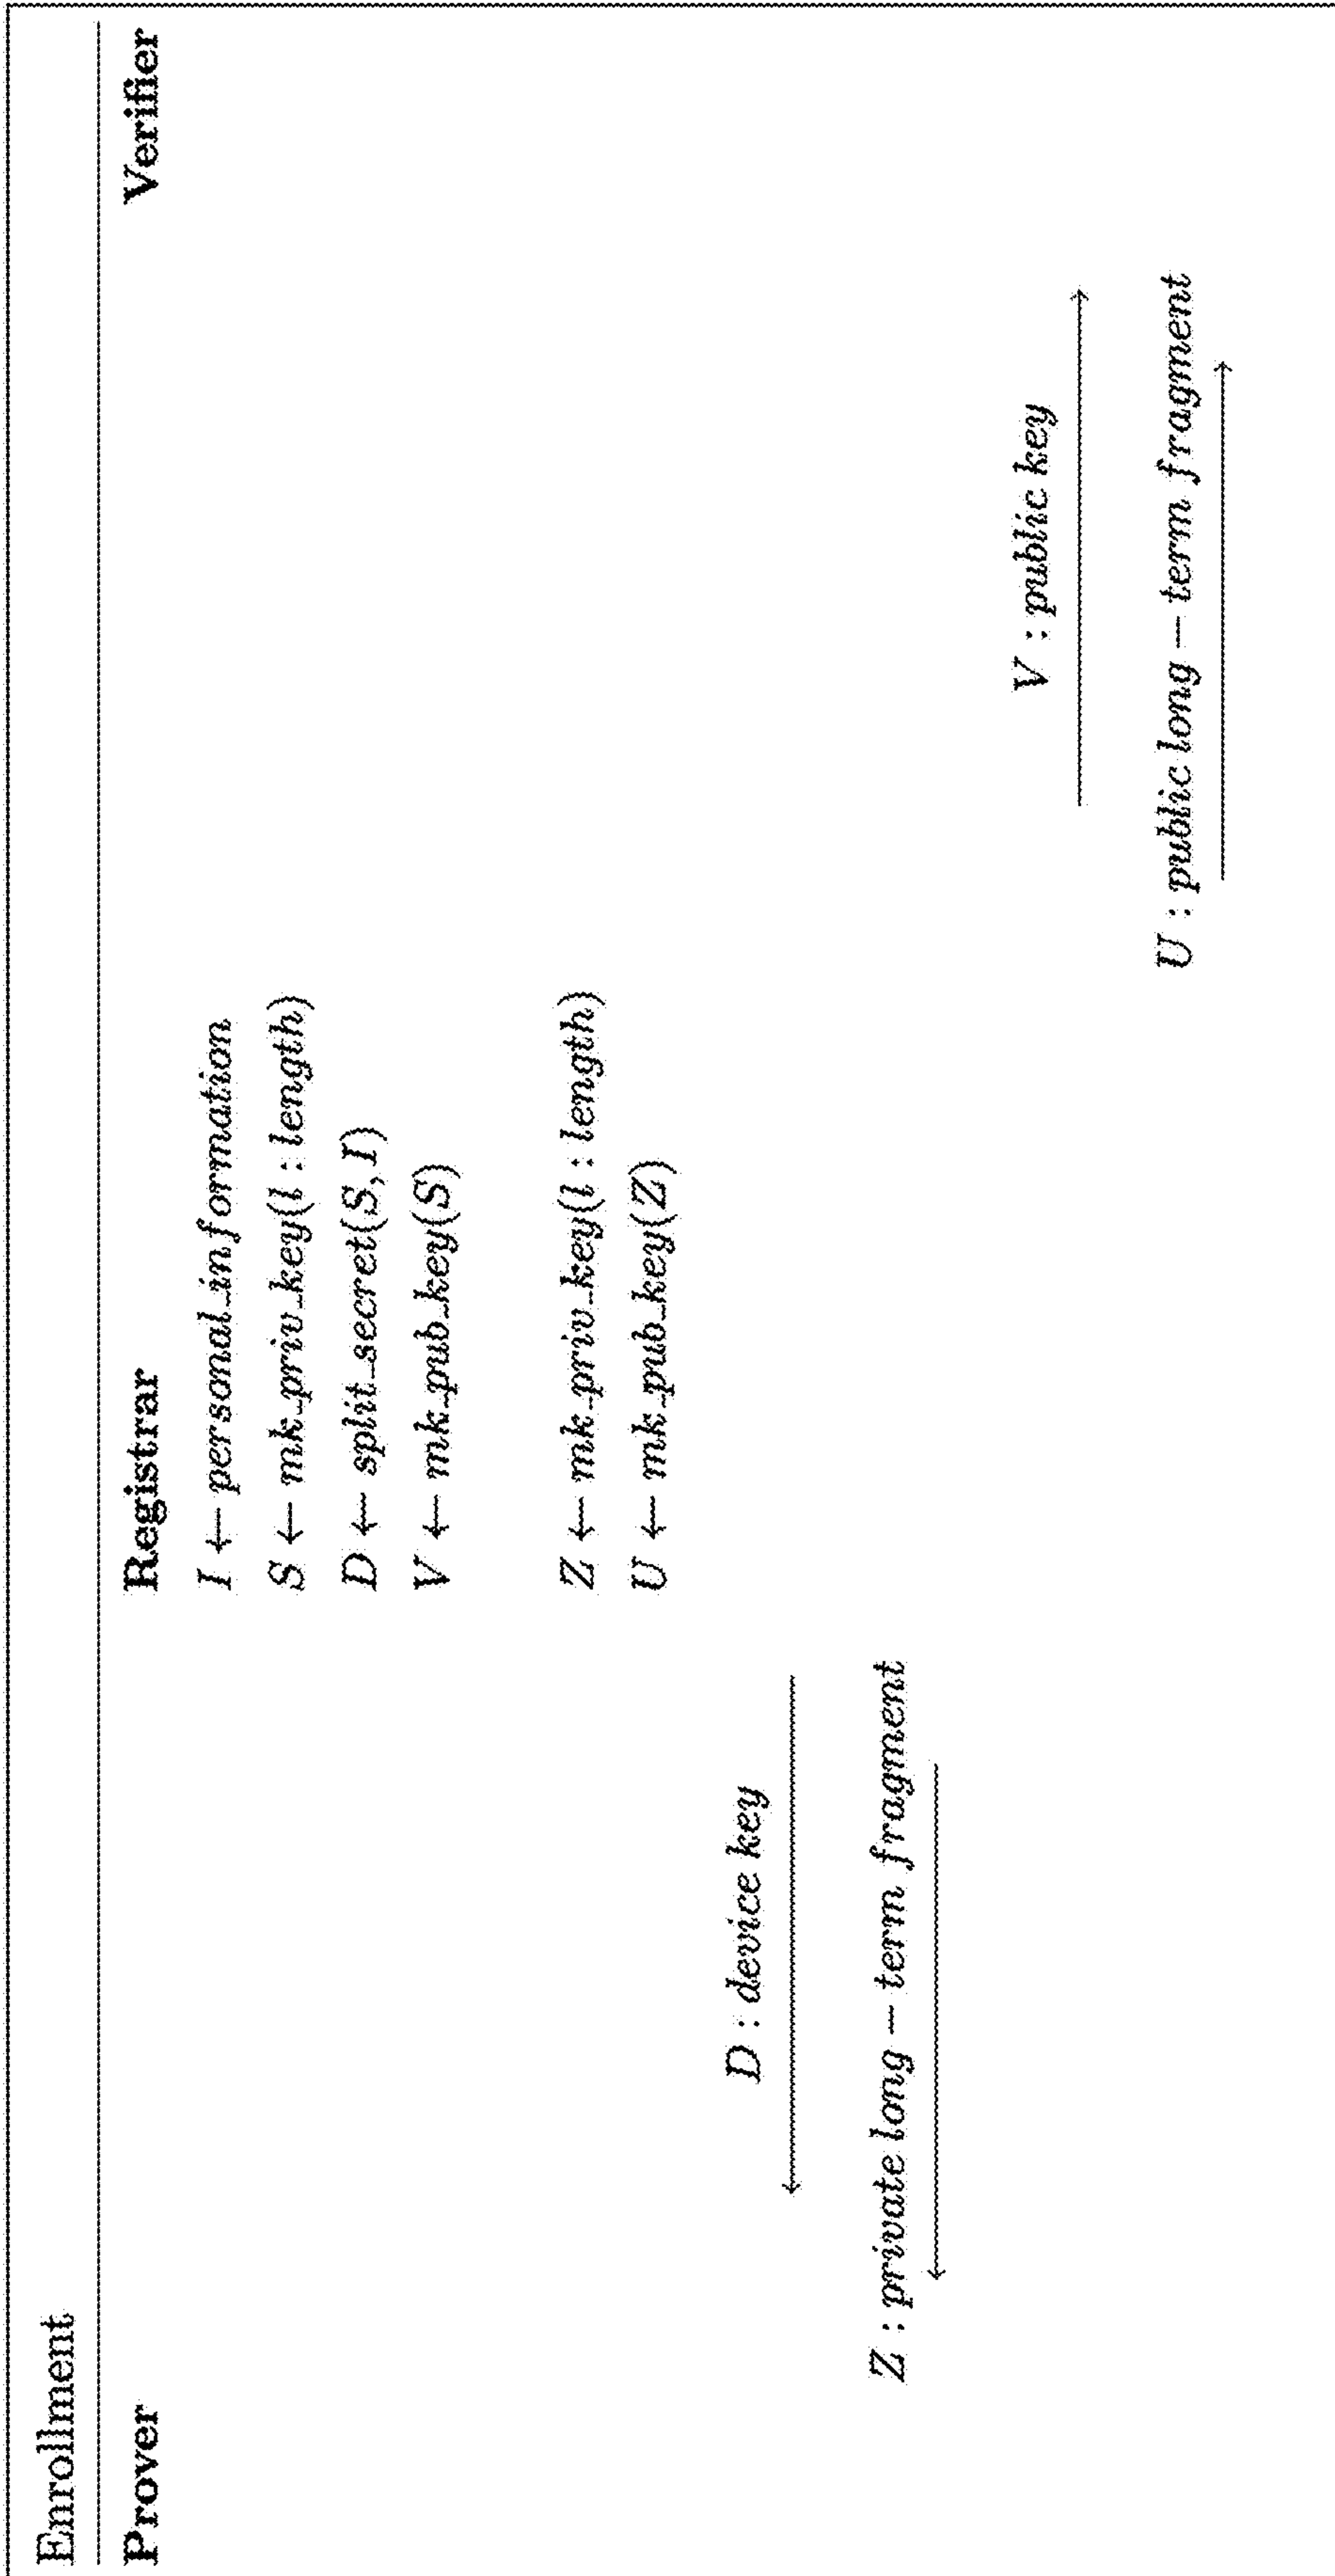 Enrollment
Prover Registrar Verifier
I ← personal_information
S ← mk_priv_key(l : length)
D ← split_secret(S, I)
V ← mk_pub_key(S)
Z ← mk_priv_key(l : length)
U ← mk_pub_key(Z)
D : device key
Z : private long − term fragment
V : public key
U : public long − term fragment